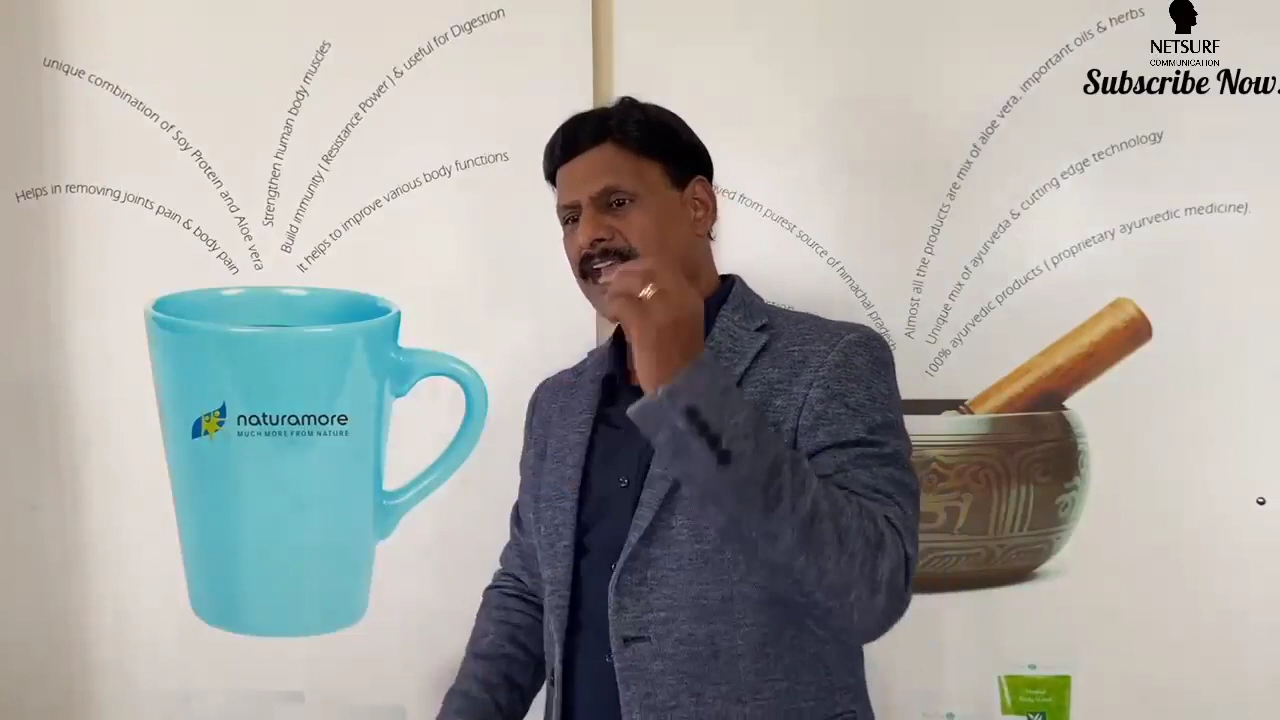 unique combination of Soy Protein and Aloe vera
Strengthen human body muscles
Build immunity ( Resistance Power ) & useful for Digestion
It helps to improve various body functions
Helps in removing joints pain & body pain
naturamore
MUCH MORE FROM NATURE
from purest source of himachal pradesh
Almost all the products are mix of aloe vera, important oils & herbs
Unique mix of ayurveda & cutting edge technology
100% ayurvedic products ( proprietary ayurvedic medicine).
NETSURF
COMMUNICATION
Subscribe Now